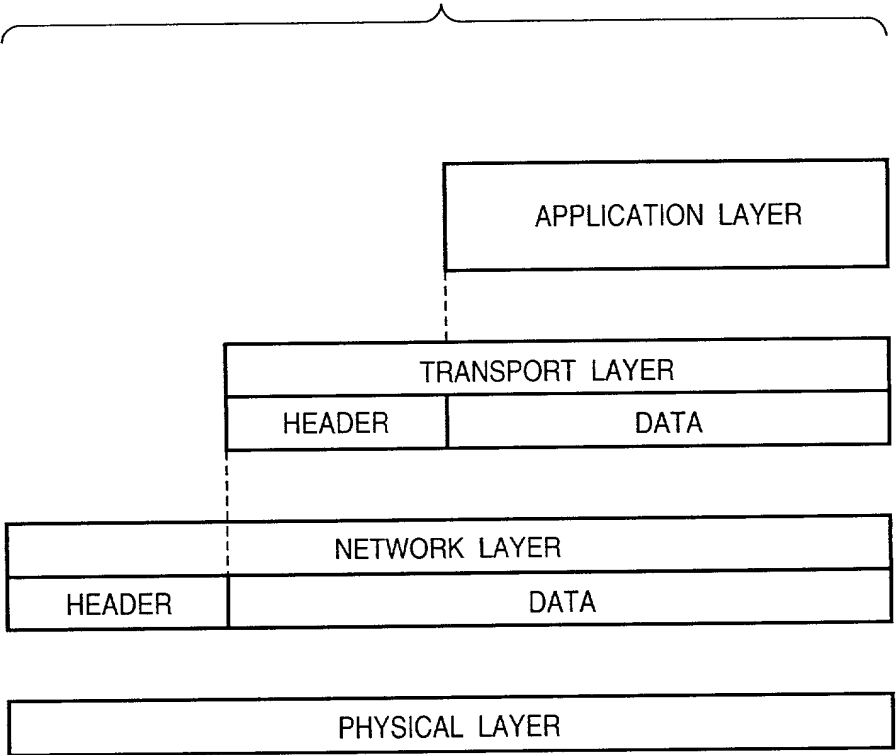 APPLICATION LAYER
TRANSPORT LAYER
HEADER DATA
NETWORK LAYER
HEADER DATA
PHYSICAL LAYER